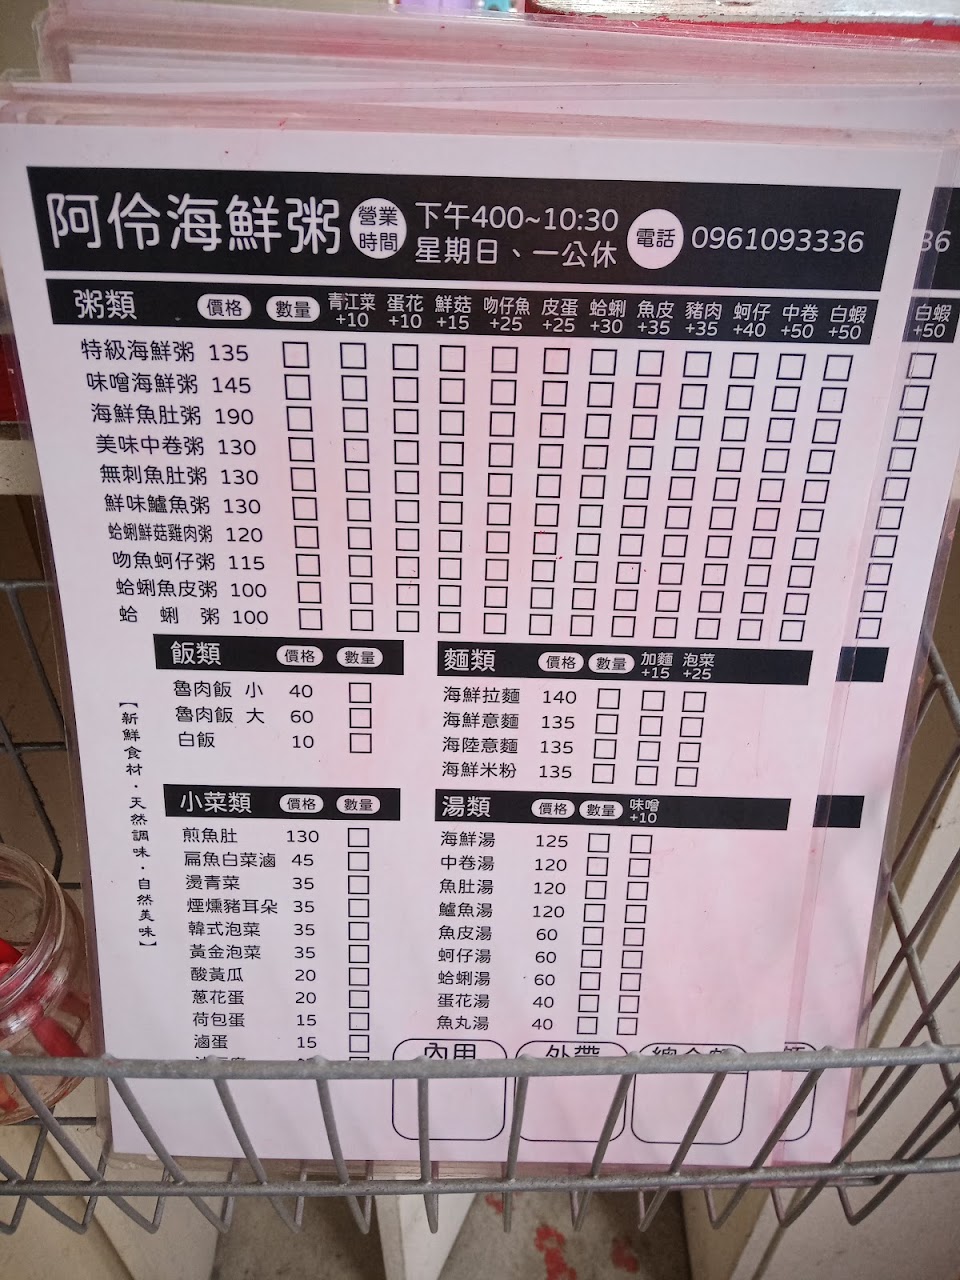 阿伶海鮮粥 營業時間 下午400~10:30 星期日、一公休 電話 0961093336
粥類 價格 數量 青江菜+10 蛋花+10 鮮菇+15 吻仔魚+25 皮蛋+25 蛤蜊+30 魚皮+35 豬肉+35 蚵仔+40 中卷+50 白蝦+50
特級海鮮粥 135
味噌海鮮粥 145
海鮮魚肚粥 190
美味中卷粥 130
無刺魚肚粥 130
鮮味鱸魚粥 130
蛤蜊鮮菇雞肉粥 120
吻魚蚵仔粥 115
蛤蜊魚皮粥 100
蛤蜊粥 100
飯類 價格 數量
魯肉飯 小 40
魯肉飯 大 60
白飯 10
麵類 價格 數量 加麵+15 泡菜+25
海鮮拉麵 140
海鮮意麵 135
海陸意麵 135
海鮮米粉 135
【新鮮食材·天然調味·自然美味】
小菜類 價格 數量
煎魚肚 130
扁魚白菜滷 45
燙青菜 35
煙燻豬耳朵 35
韓式泡菜 35
黃金泡菜 35
酸黃瓜 20
蔥花蛋 20
荷包蛋 15
滷蛋 15
湯類 價格 數量 味噌+10
海鮮湯 125
中卷湯 120
魚肚湯 120
鱸魚湯 120
魚皮湯 60
蚵仔湯 60
蛤蜊湯 60
蛋花湯 40
魚丸湯 40
內用 外帶
36
白蝦
+50